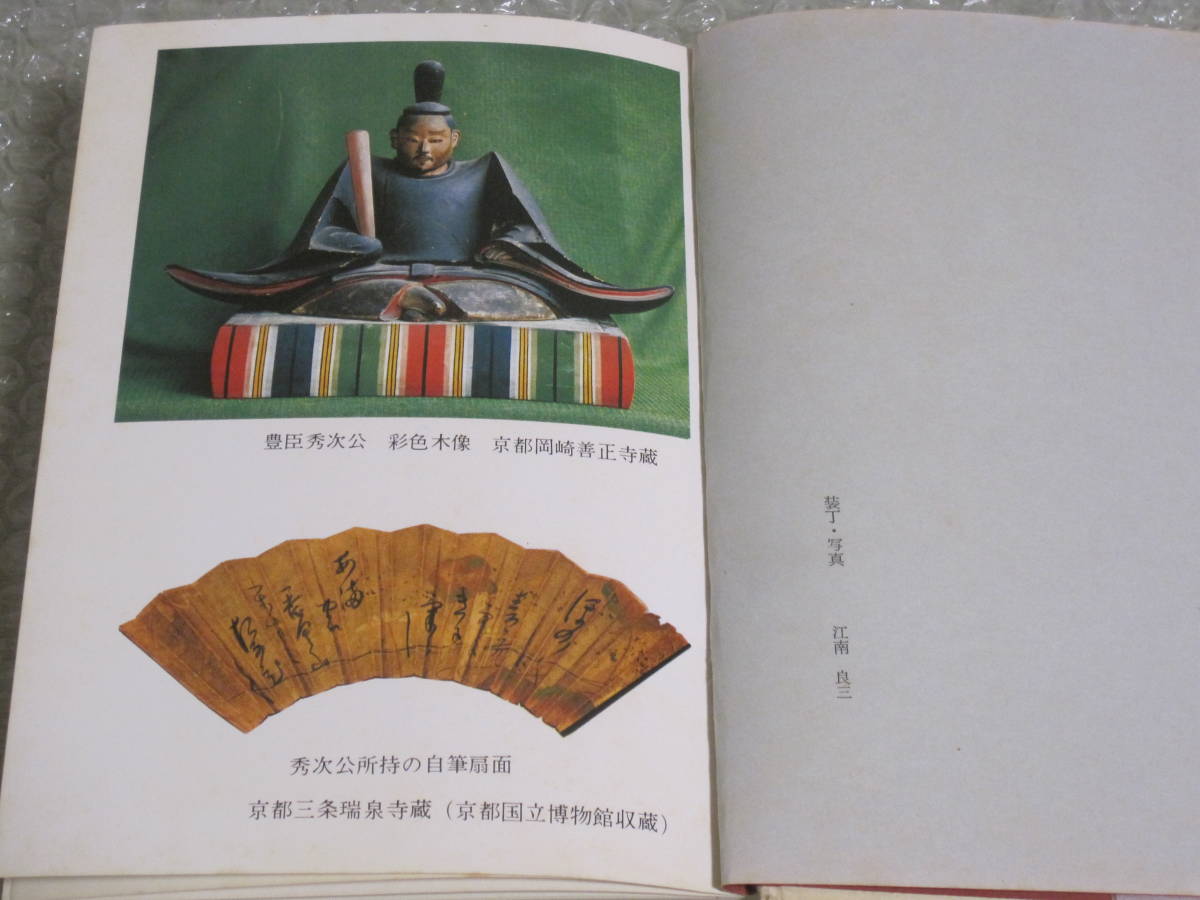 豊臣秀次公 彩色木像 京都岡崎善正寺蔵
秀次公所持の自筆扇面
京都三条瑞泉寺蔵(京都国立博物館収蔵)
装丁・写真 江南 良三